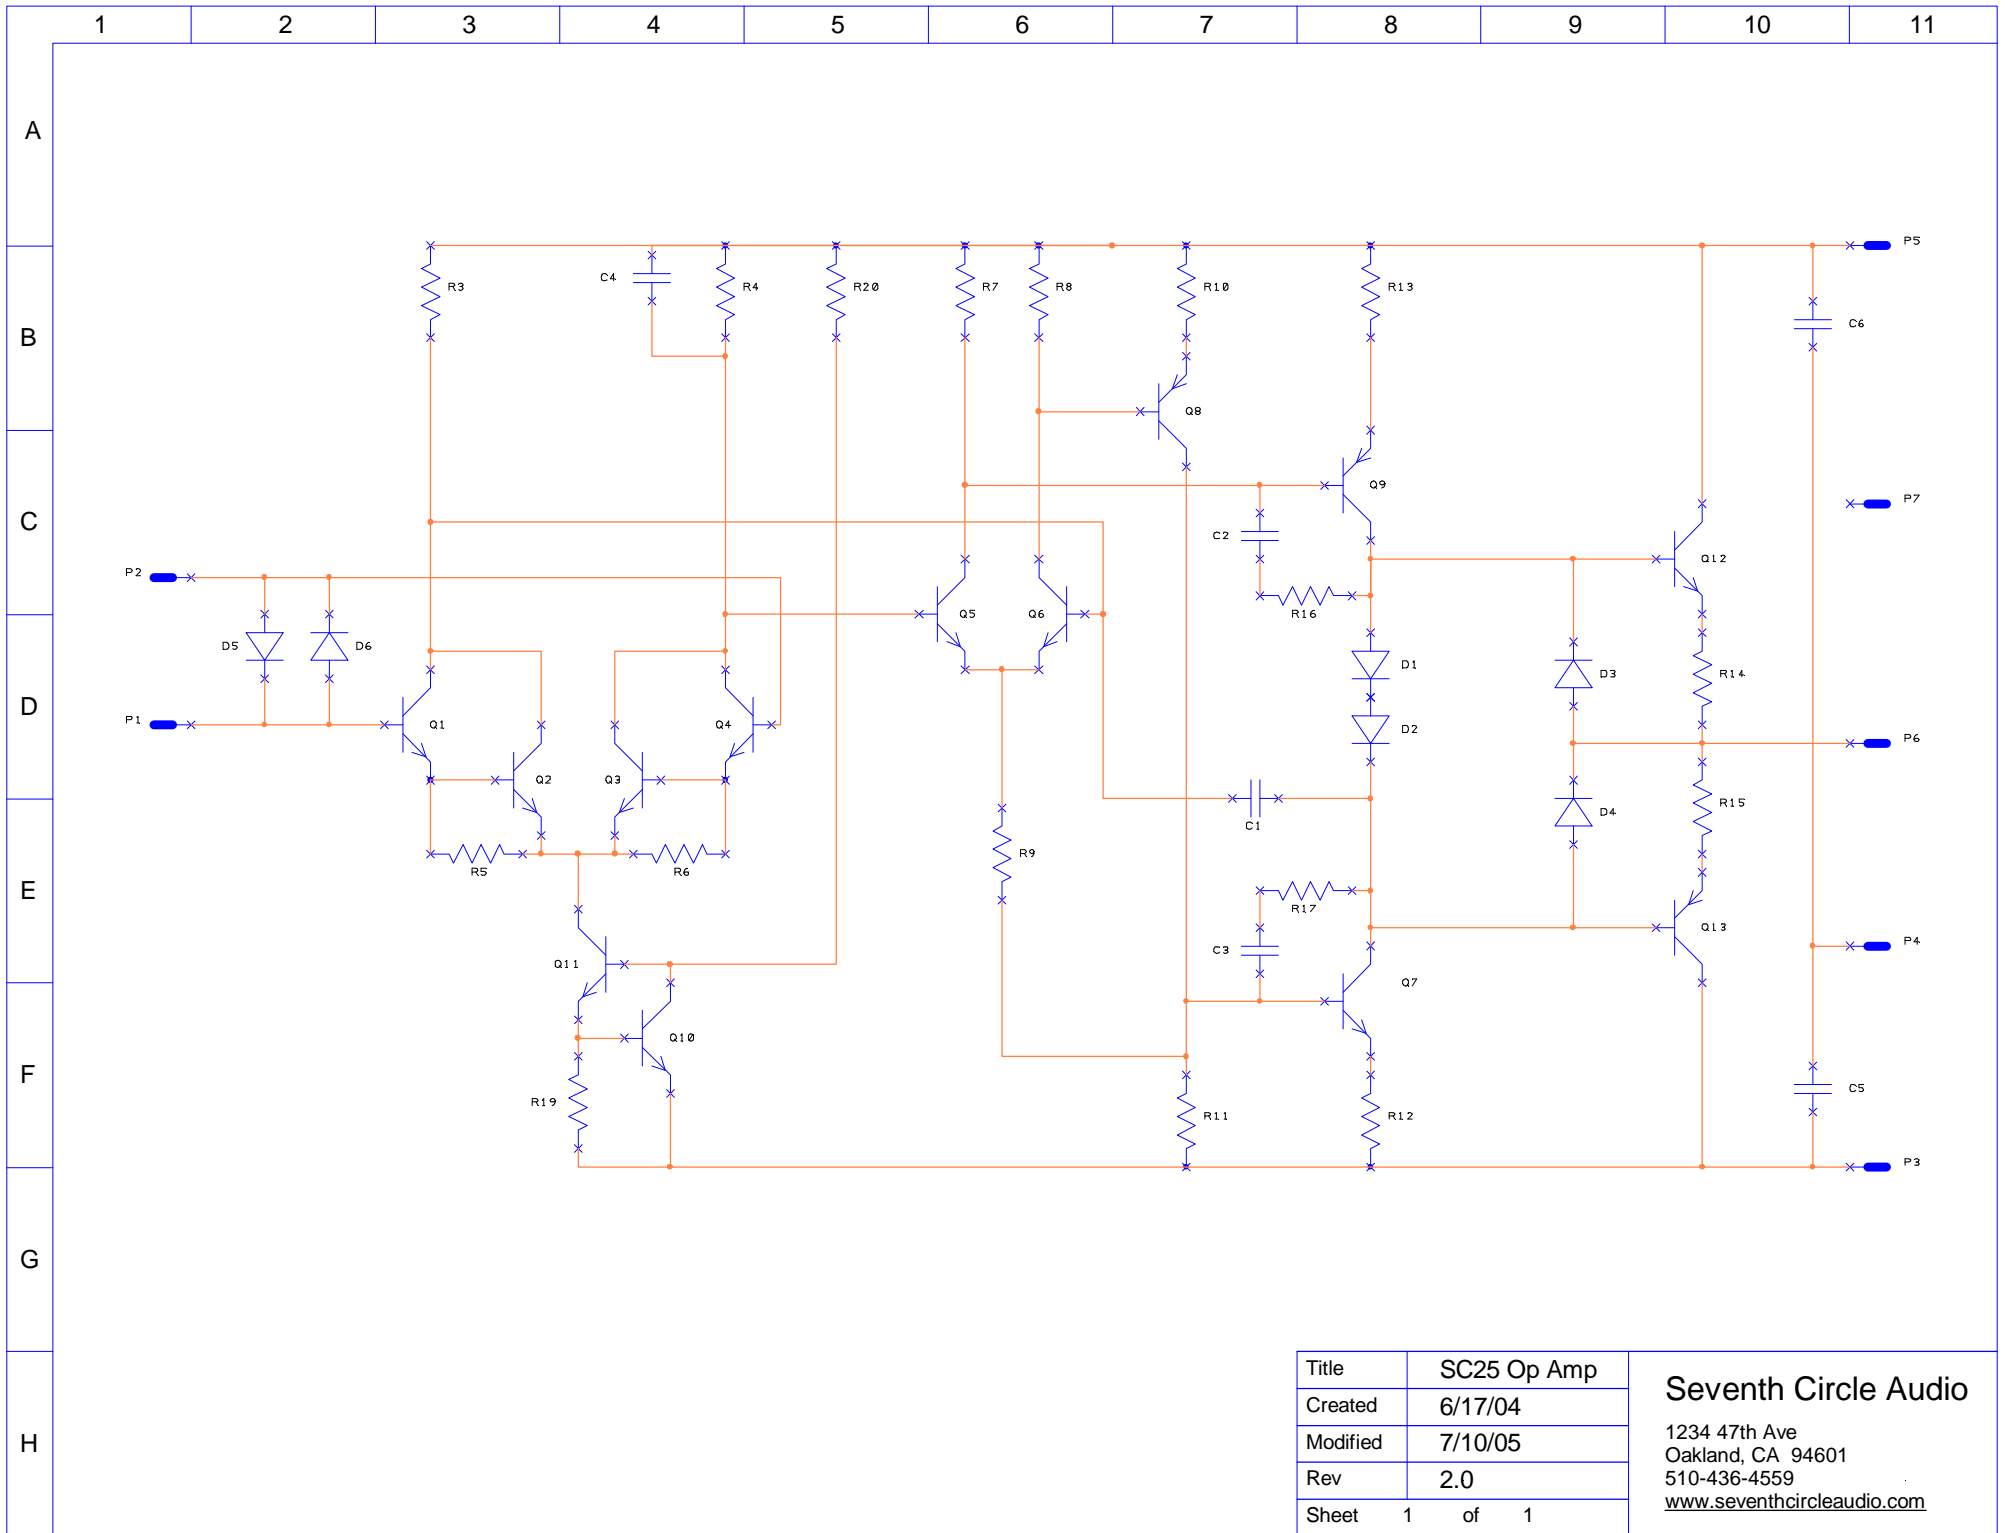 1 2 3 4 5 6 7 8 9 10 11
A
P5
R3 C4 R4 R20 R7 R8 R10 R13
B
C6
Q8
Q9
P7
C
C2
Q12
P2
Q5 Q6 R16
D5 D6 D1 D3 R14
D
P1 Q1 Q4 D2
P6
Q2 Q3
R15
C1 D4
R9
R5 R6
E
R17
Q13
P4
C3
Q11
Q7
Q10
F
C5
R19 R11 R12
P3
G
H
Title SC25 Op Amp
Created 6/17/04
Modified 7/10/05
Rev 2.0
Sheet 1 of 1
Seventh Circle Audio
1234 47th Ave
Oakland, CA 94601
510-436-4559
www.seventhcircleaudio.com